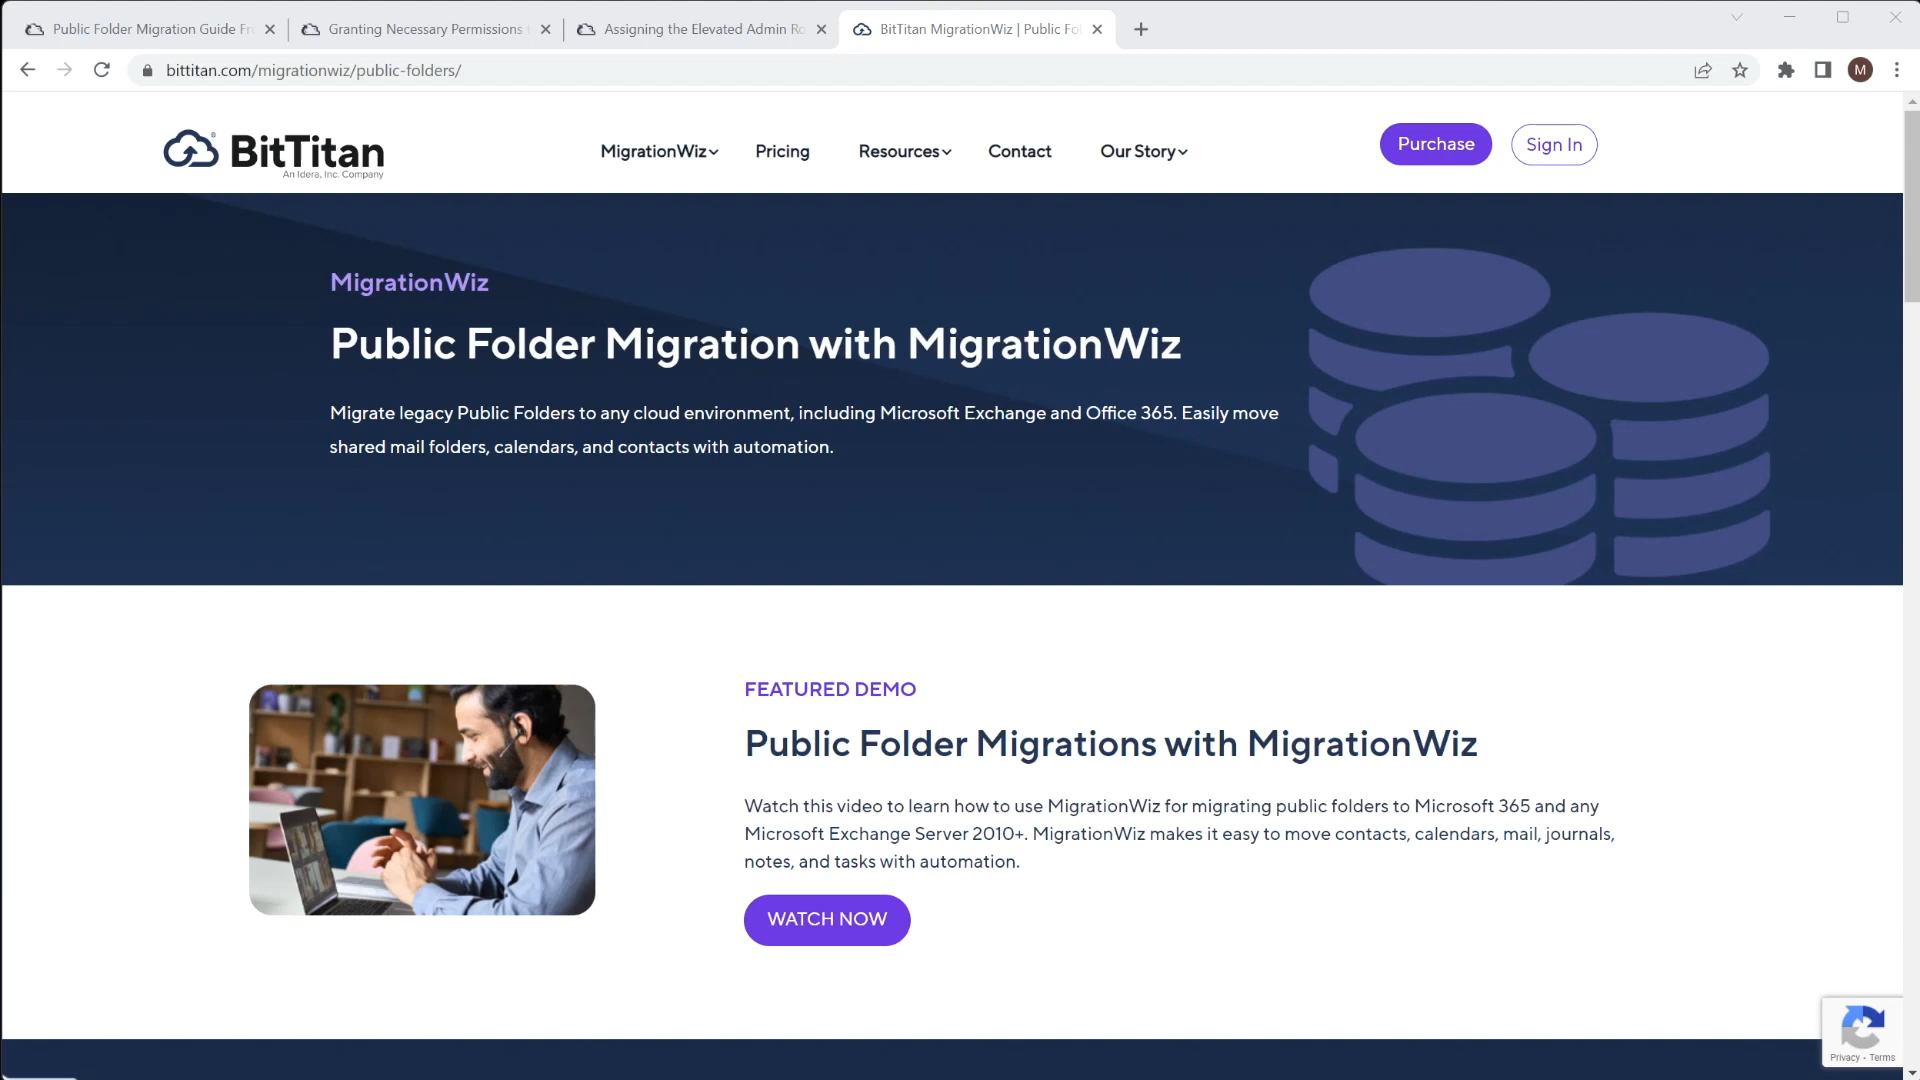 Public Folder Migration Guide Fr
Granting Necessary Permissions t
Assigning the Elevated Admin Ro
BitTitan MigrationWiz | Public Fol
bittitan.com/migrationwiz/public-folders/
M
BitTitan
An Idera, Inc. Company
MigrationWiz
Pricing
Resources
Contact
Our Story
Purchase
Sign In
MigrationWiz
Public Folder Migration with MigrationWiz
Migrate legacy Public Folders to any cloud environment, including Microsoft Exchange and Office 365. Easily move
shared mail folders, calendars, and contacts with automation.
FEATURED DEMO
Public Folder Migrations with MigrationWiz
Watch this video to learn how to use MigrationWiz for migrating public folders to Microsoft 365 and any
Microsoft Exchange Server 2010+. MigrationWiz makes it easy to move contacts, calendars, mail, journals,
notes, and tasks with automation.
WATCH NOW
Privacy - Terms